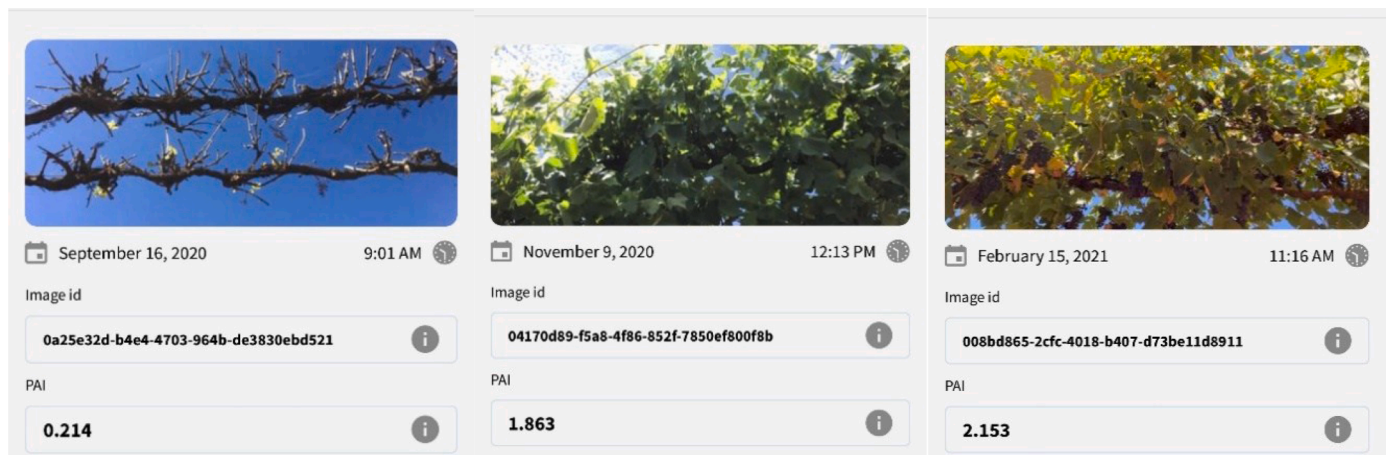 September 16, 2020 9:01 AM
Image id
0a25e32d-b4e4-4703-964b-de3830ebd521
PAI
0.214
November 9, 2020 12:13 PM
Image id
04170d89-f5a8-4f86-852f-7850ef800f8b
PAI
1.863
February 15, 2021 11:16 AM
Image id
008bd865-2cfc-4018-b407-d73be11d8911
PAI
2.153